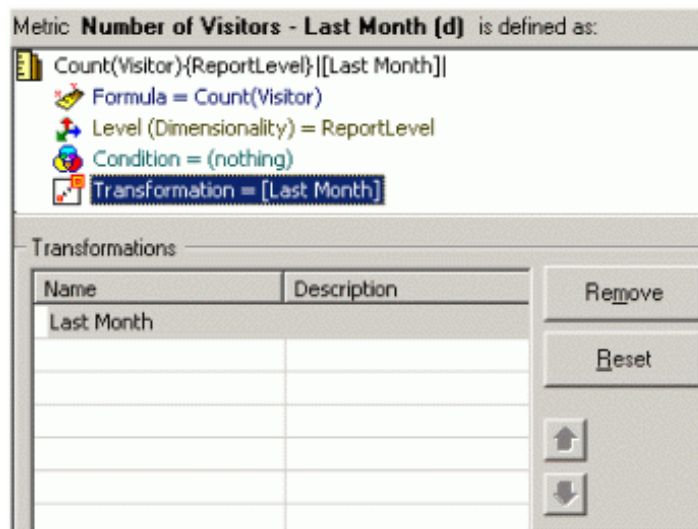 Metric Number of Visitors - Last Month (d) is defined as:
Count(Visitor){ReportLevel}|[Last Month]|
Formula = Count(Visitor)
Level (Dimensionality) = ReportLevel
Condition = (nothing)
Transformation = [Last Month]
Transformations
Name Description
Remove
Last Month
Reset